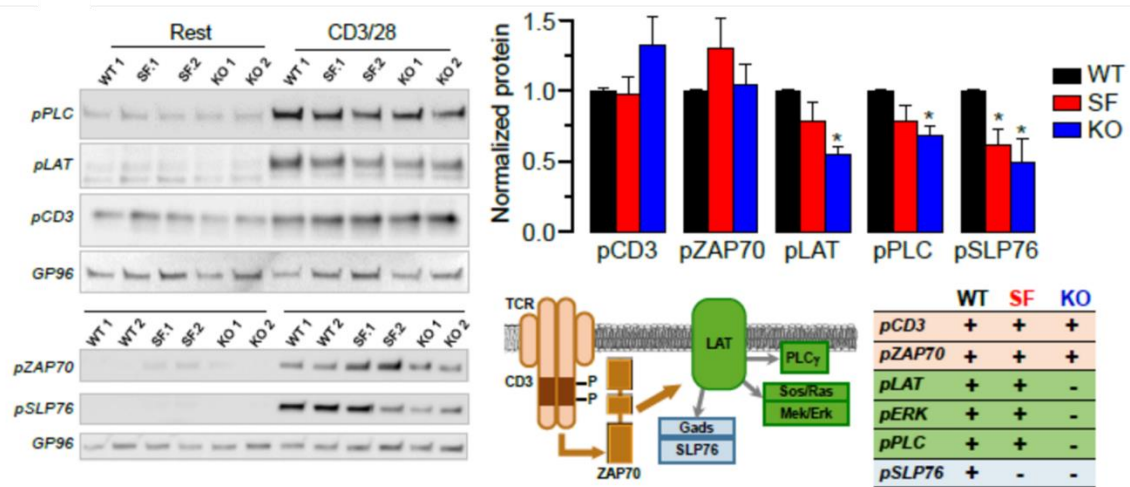 Rest CD3/28
WT 1 SF.1 SF.2 KO 1 KO 2 WT 1 SF.1 SF.2 KO 1 KO 2
pPLC
pLAT
pCD3
GP96
WT 1 WT 2 SF.1 SF.2 KO 1 KO 2 WT 1 WT 2 SF.1 SF.2 KO 1 KO 2
pZAP70
pSLP76
GP96
Normalized protein
1.5
1.0
0.5
0.0
* * * *
pCD3 pZAP70 pLAT pPLC pSLP76
WT
SF
KO
TCR
LAT
PLCγ
CD3
P
P
Sos/Ras
Mek/Erk
Gads
SLP76
ZAP70
WT SF KO
pCD3 + + +
pZAP70 + + +
pLAT + + -
pERK + + -
pPLC + + -
pSLP76 + - -